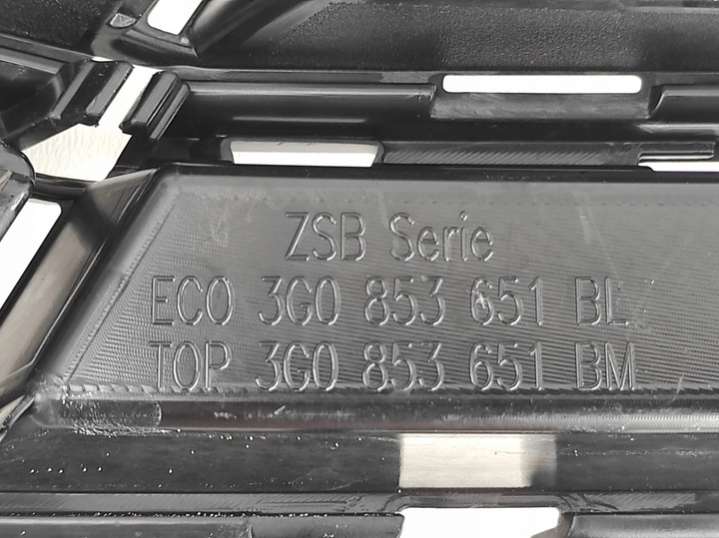 ZSB Serie
ECO 3G0 853 651 BL
TOP 3G0 853 651 BM